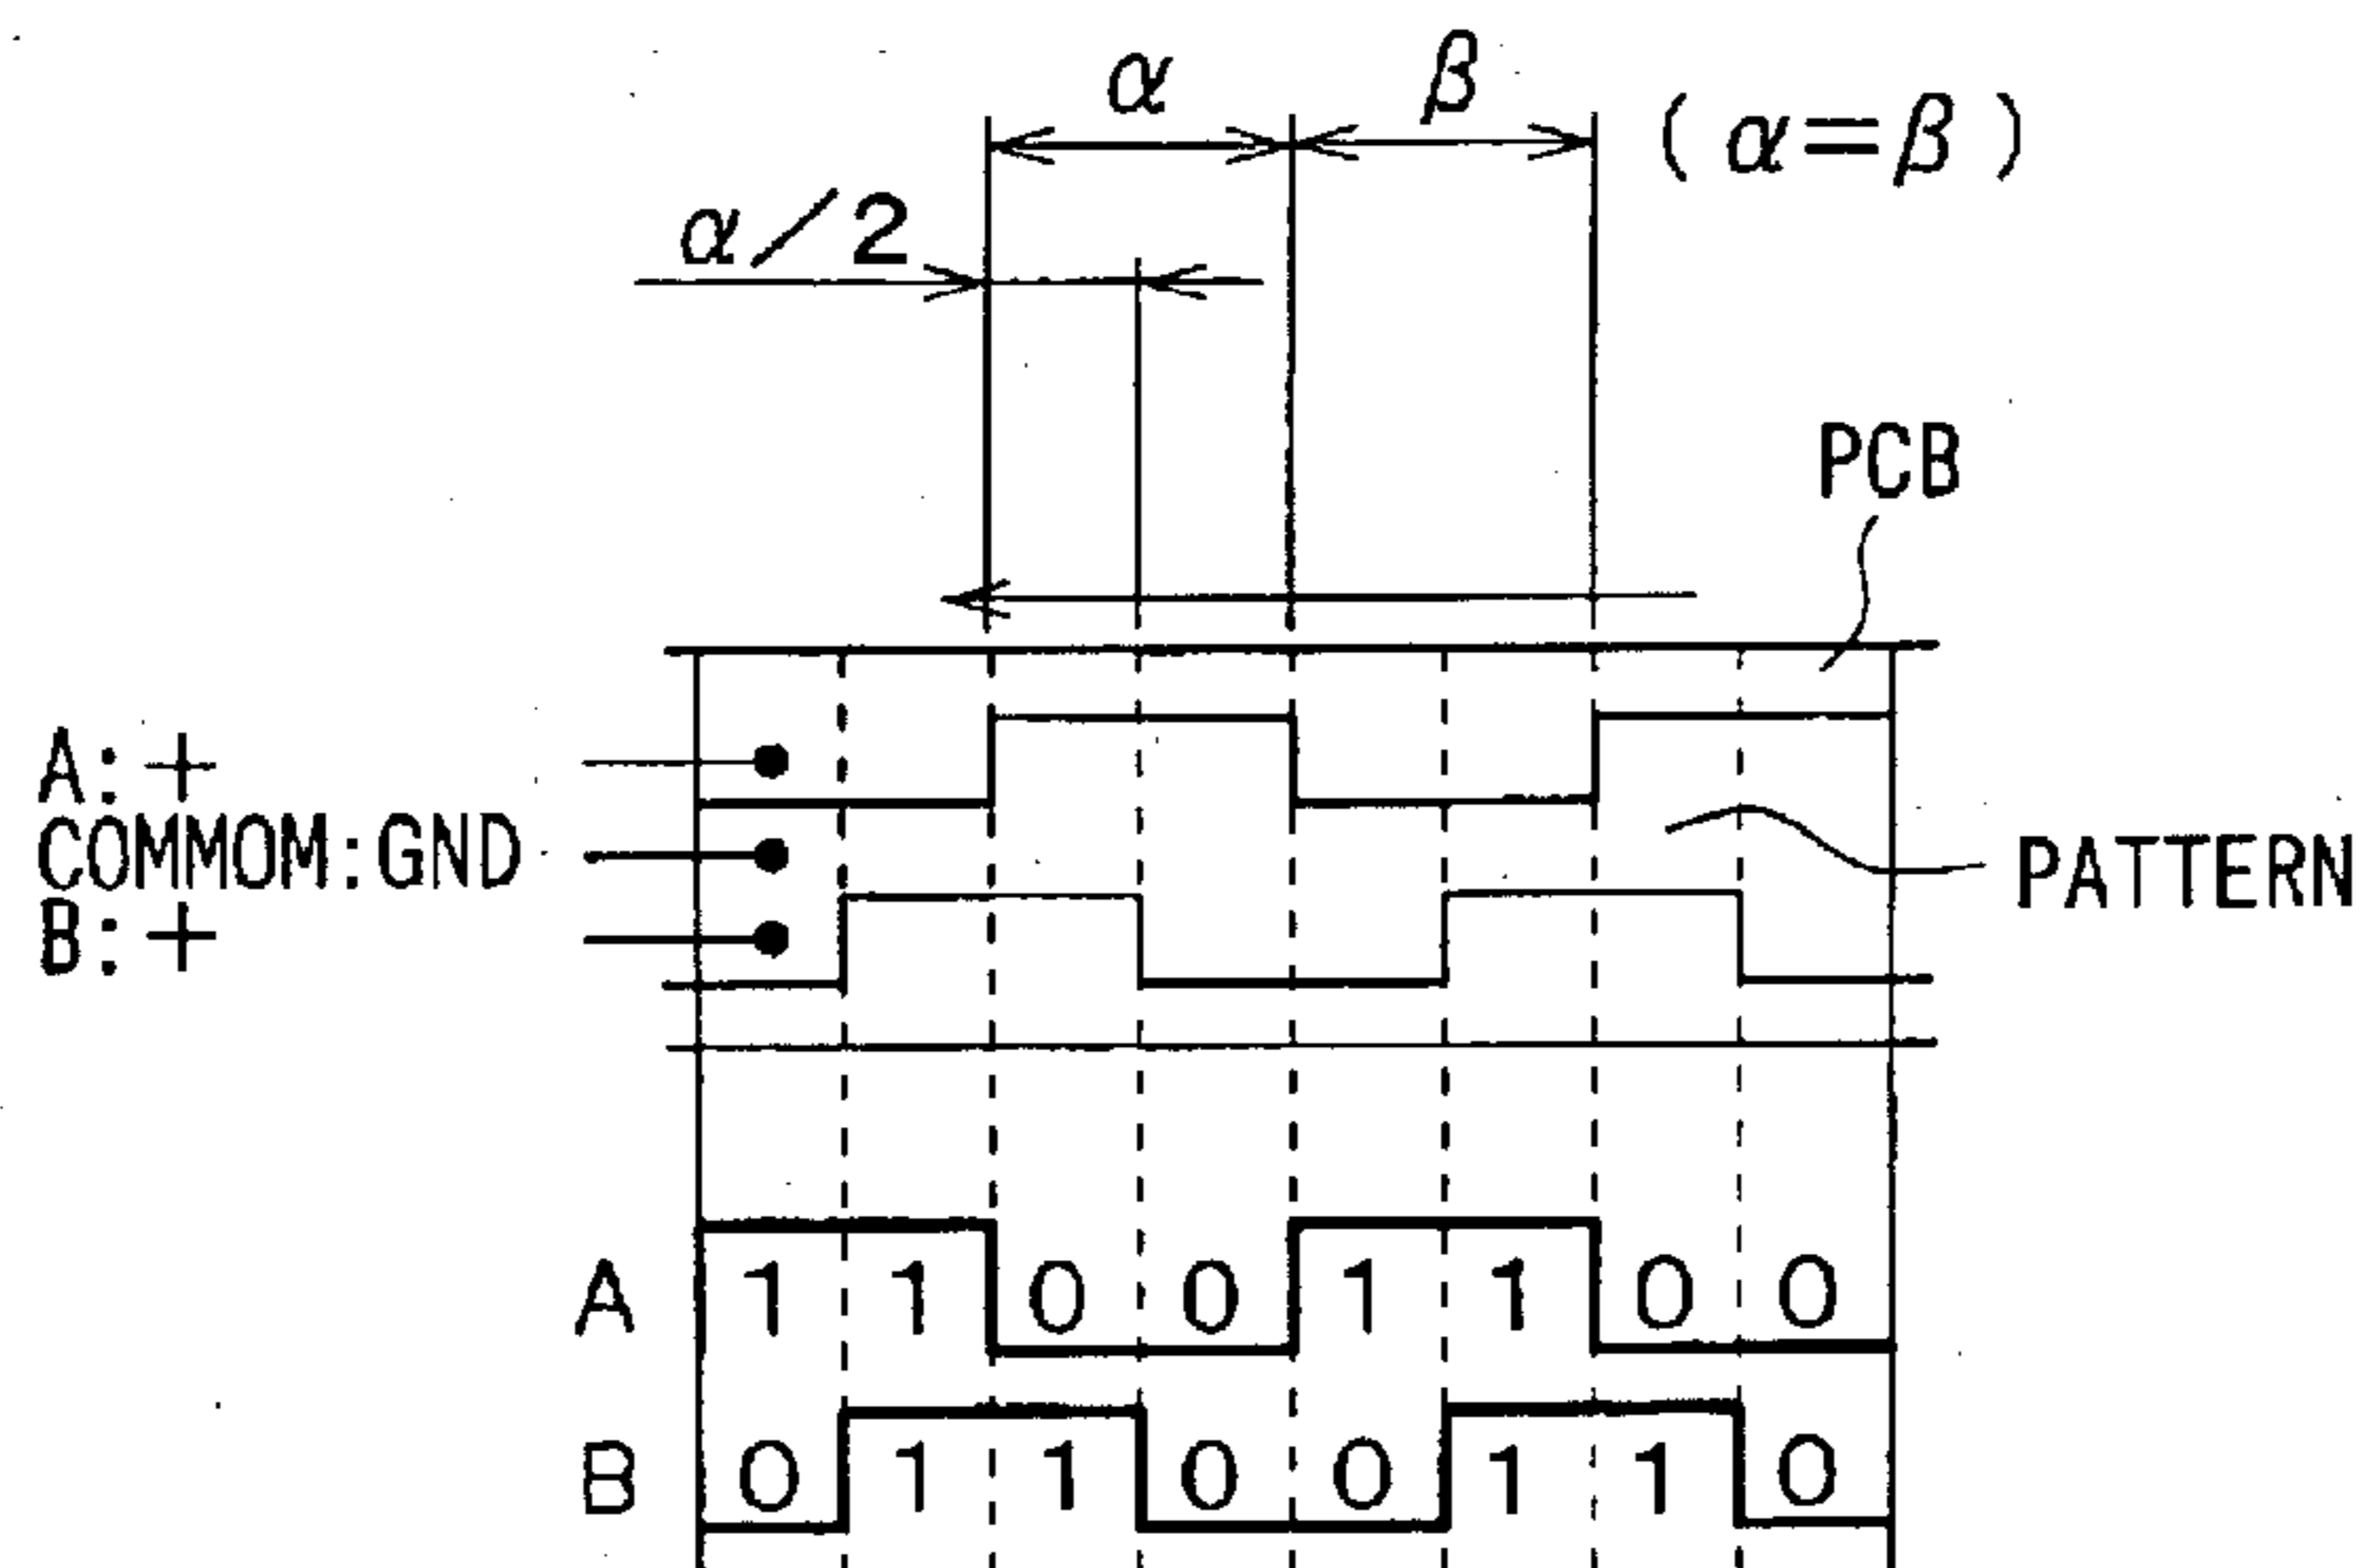 α β (α=β)
α/2
PCB
A:+
COMMOM:GND
B:+
PATTERN
A 1 1 0 0 1 1 0 0
B 0 1 1 0 0 1 1 0